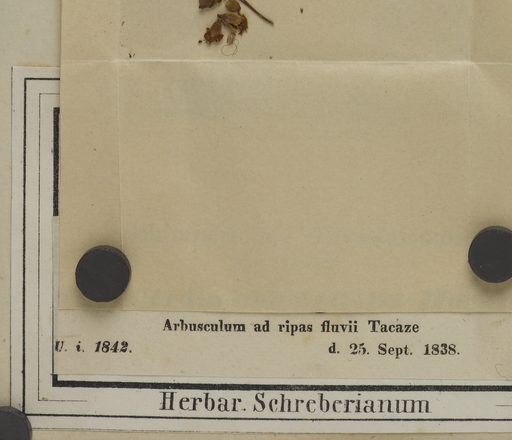 Arbusculum ad ripas fluvii Tacaze
U. i. 1842. d. 25. Sept. 1838.
Herbar. Schreberianum